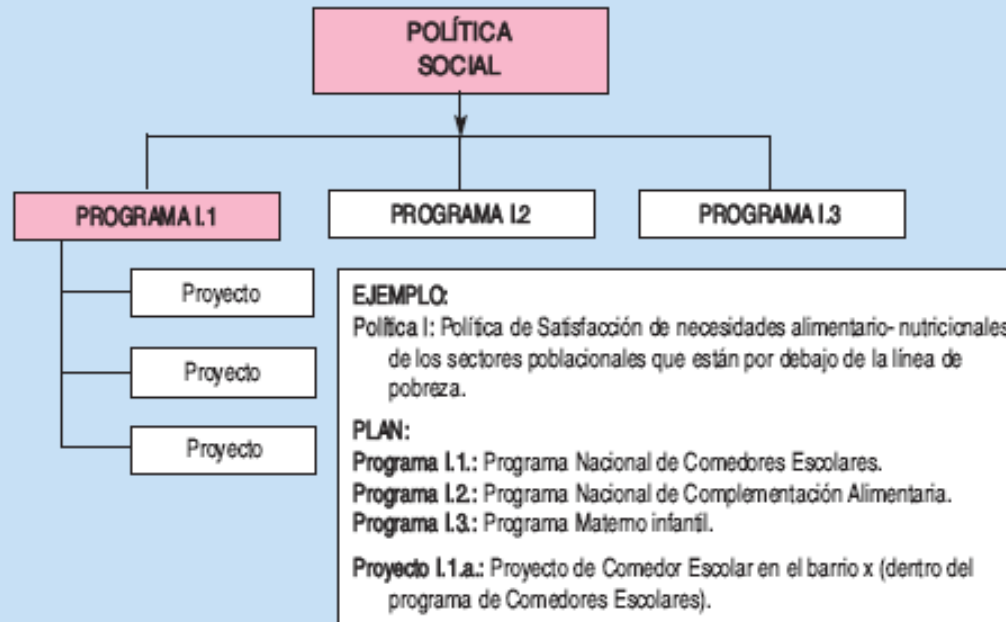 POLÍTICA
SOCIAL
PROGRAMA I.1
PROGRAMA I.2
PROGRAMA I.3
Proyecto
Proyecto
Proyecto
EJEMPLO:
Política I: Política de Satisfacción de necesidades alimentario- nutricionales
de los sectores poblacionales que están por debajo de la línea de
pobreza.
PLAN:
Programa I.1.: Programa Nacional de Comedores Escolares.
Programa I.2.: Programa Nacional de Complementación Alimentaria.
Programa I.3.: Programa Materno infantil.
Proyecto I.1.a.: Proyecto de Comedor Escolar en el barrio x (dentro del
programa de Comedores Escolares).